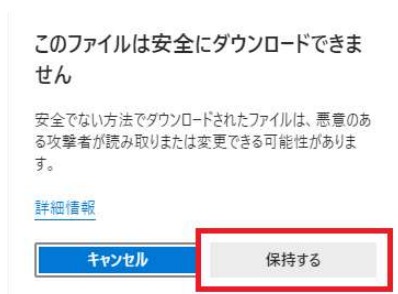 このファイルは安全にダウンロードできま
せん
安全でない方法でダウンロードされたファイルは、悪意のあ
る攻撃者が読み取りまたは変更できる可能性がありま
す。
詳細情報
キャンセル
保持する